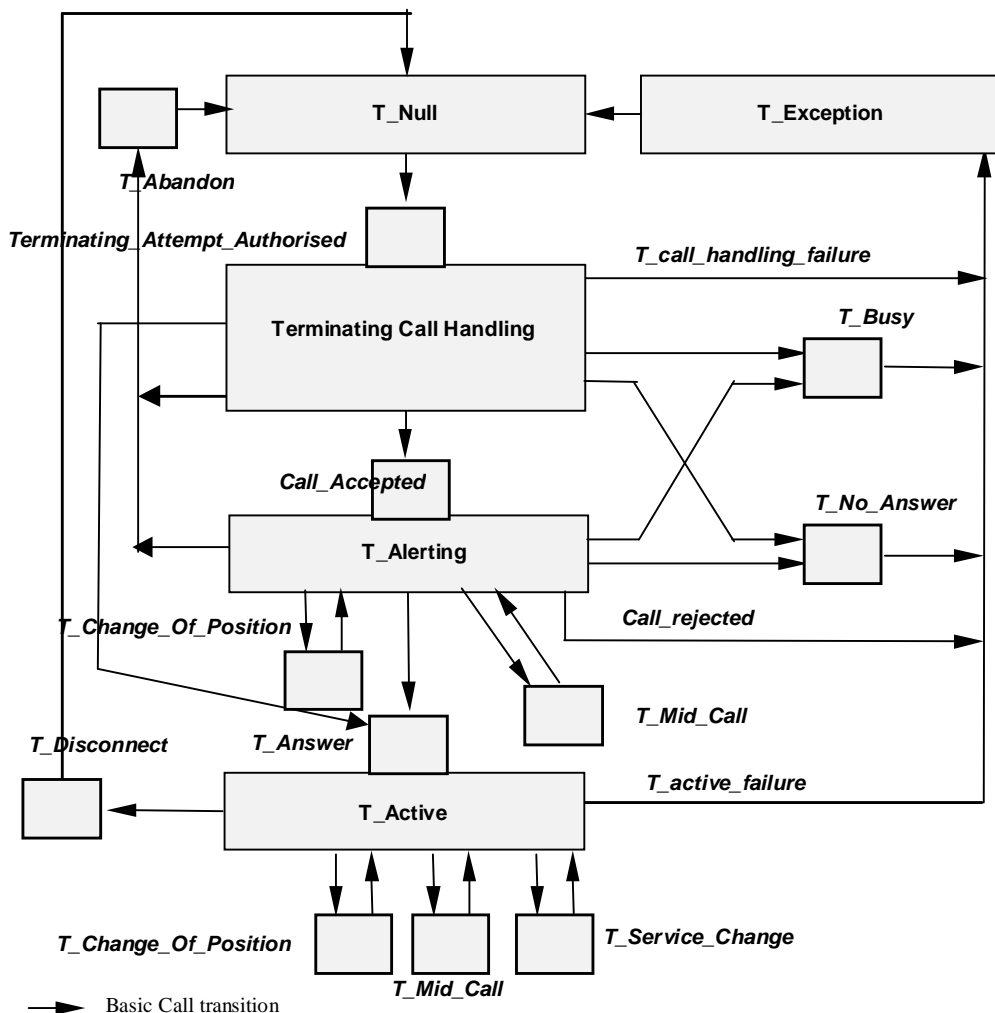 T_Null
T_Exception
T_Abandon
Terminating_Attempt_Authorised
T_call_handling_failure
Terminating Call Handling
T_Busy
Call_Accepted
T_No_Answer
T_Alerting
T_Change_Of_Position
Call_rejected
T_Mid_Call
T_Disconnect
T_Answer
T_active_failure
T_Active
T_Change_Of_Position
T_Service_Change
T_Mid_Call
Basic Call transition